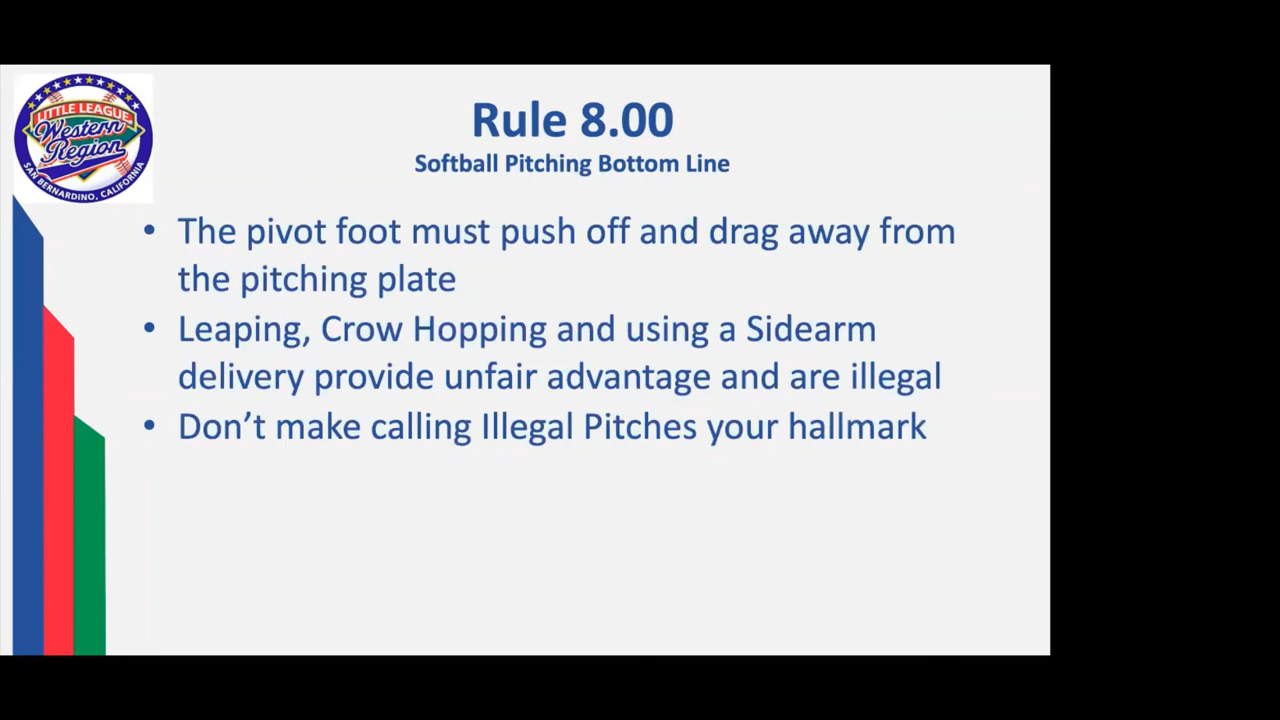 LITTLE LEAGUE
Western
Region
SAN BERNARDINO, CALIFORNIA
Rule 8.00
Softball Pitching Bottom Line
• The pivot foot must push off and drag away from
the pitching plate
• Leaping, Crow Hopping and using a Sidearm
delivery provide unfair advantage and are illegal
• Don’t make calling Illegal Pitches your hallmark